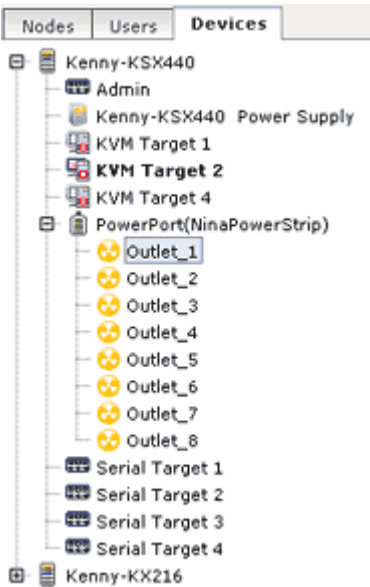 Nodes Users Devices
Kenny-KSX440
Admin
Kenny-KSX440 Power Supply
KVM Target 1
KVM Target 2
KVM Target 4
PowerPort(NinaPowerStrip)
Outlet_1
Outlet_2
Outlet_3
Outlet_4
Outlet_5
Outlet_6
Outlet_7
Outlet_8
Serial Target 1
Serial Target 2
Serial Target 3
Serial Target 4
Kenny-KX216